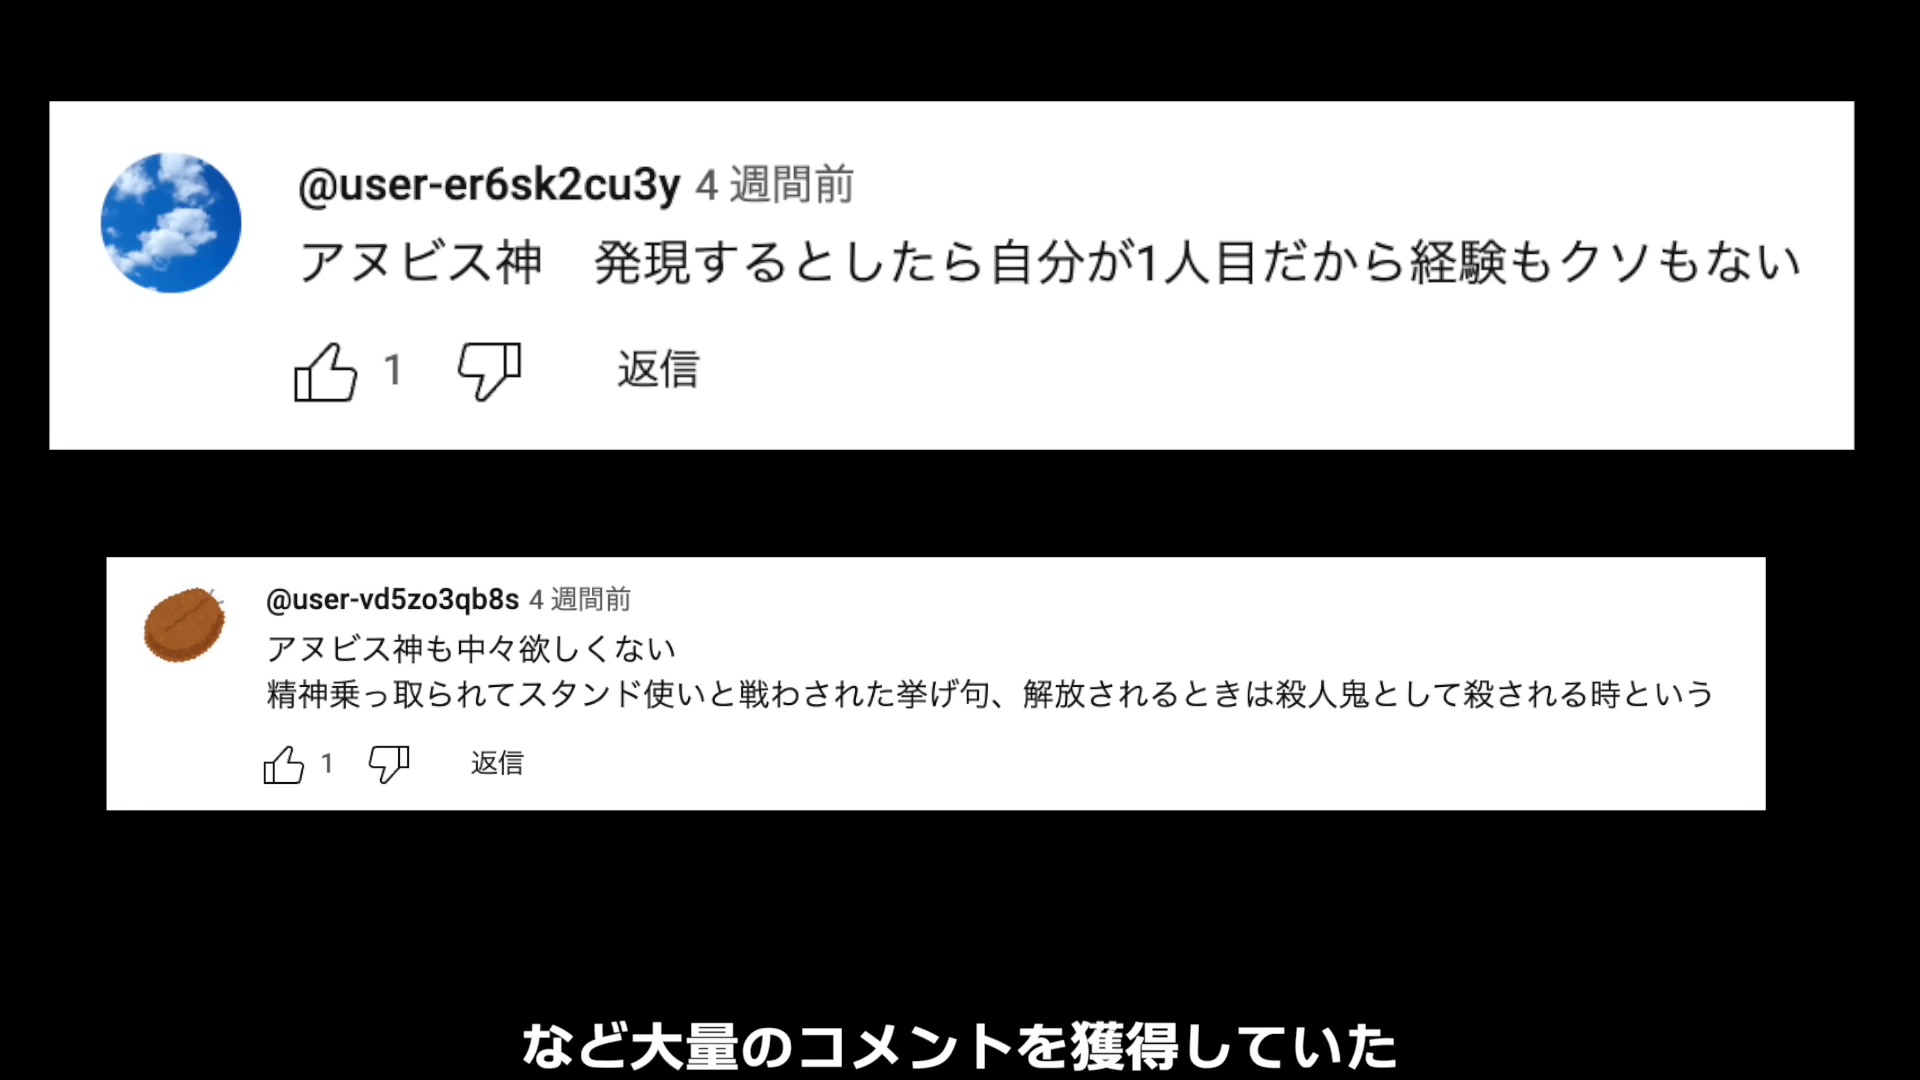 @user-er6sk2cu3y 4 週間前
アヌビス神　発現するとしたら自分が1人目だから経験もクソもない
1 返信
@user-vd5zo3qb8s 4 週間前
アヌビス神も中々欲しくない
精神乗っ取られてスタンド使いと戦わされた挙げ句、解放されるときは殺人鬼として殺される時という
1 返信
など大量のコメントを獲得していた